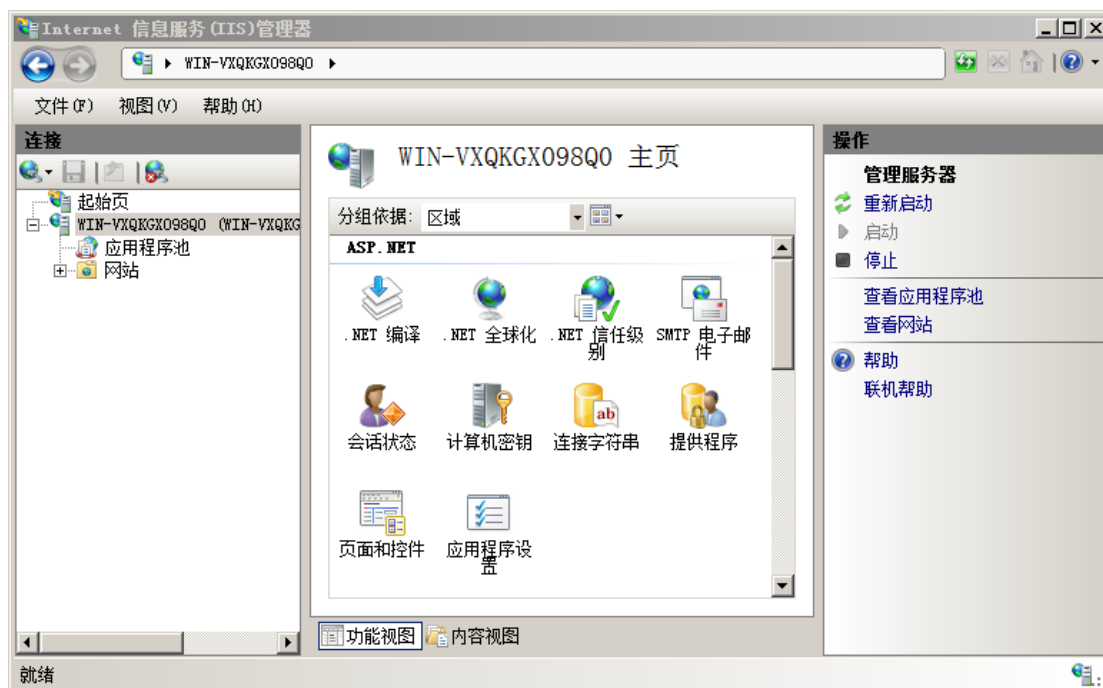 Internet 信息服务(IIS)管理器
WIN-VXQKGXO98QO
文件(F) 视图(V) 帮助(H)
连接
起始页
WIN-VXQKGXO98QO (WIN-VXQKG
应用程序池
网站
WIN-VXQKGXO98QO 主页
分组依据: 区域
ASP.NET
.NET 编译
.NET 全球化
.NET 信任级
别
SMTP 电子邮
件
会话状态
计算机密钥
连接字符串
ab
提供程序
页面和控件
应用程序设
置
功能视图
内容视图
操作
管理服务器
重新启动
启动
停止
查看应用程序池
查看网站
帮助
联机帮助
就绪